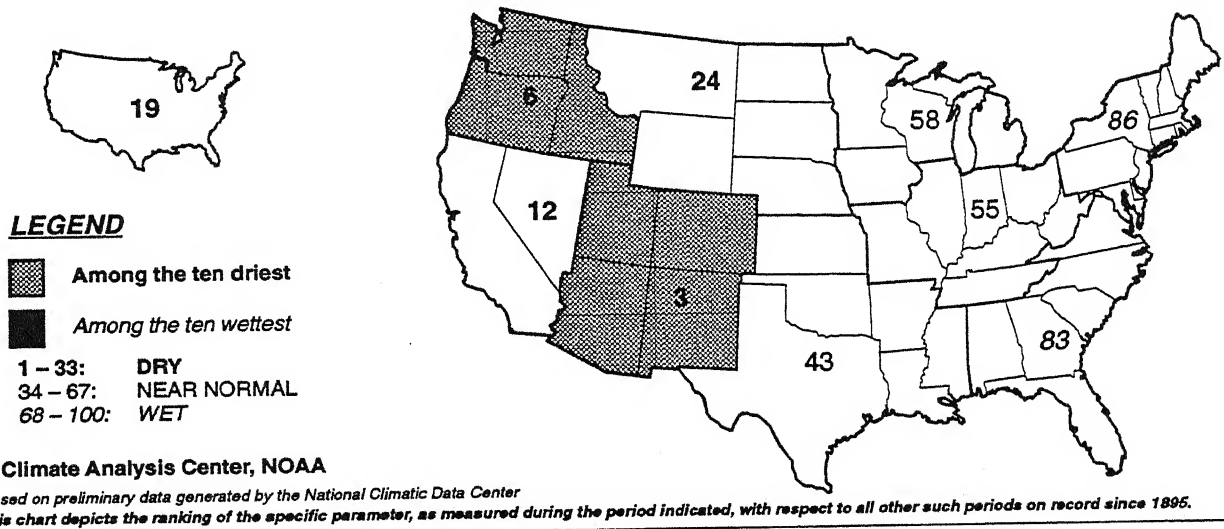 24
19
6
58
86
12
55
LEGEND
Among the ten driest
3
Among the ten wettest
83
1 – 33: DRY
43
34 – 67: NEAR NORMAL
68 – 100: WET
Climate Analysis Center, NOAA
sed on preliminary data generated by the National Climatic Data Center
is chart depicts the ranking of the specific parameter, as measured during the period indicated, with respect to all other such periods on record since 1895.